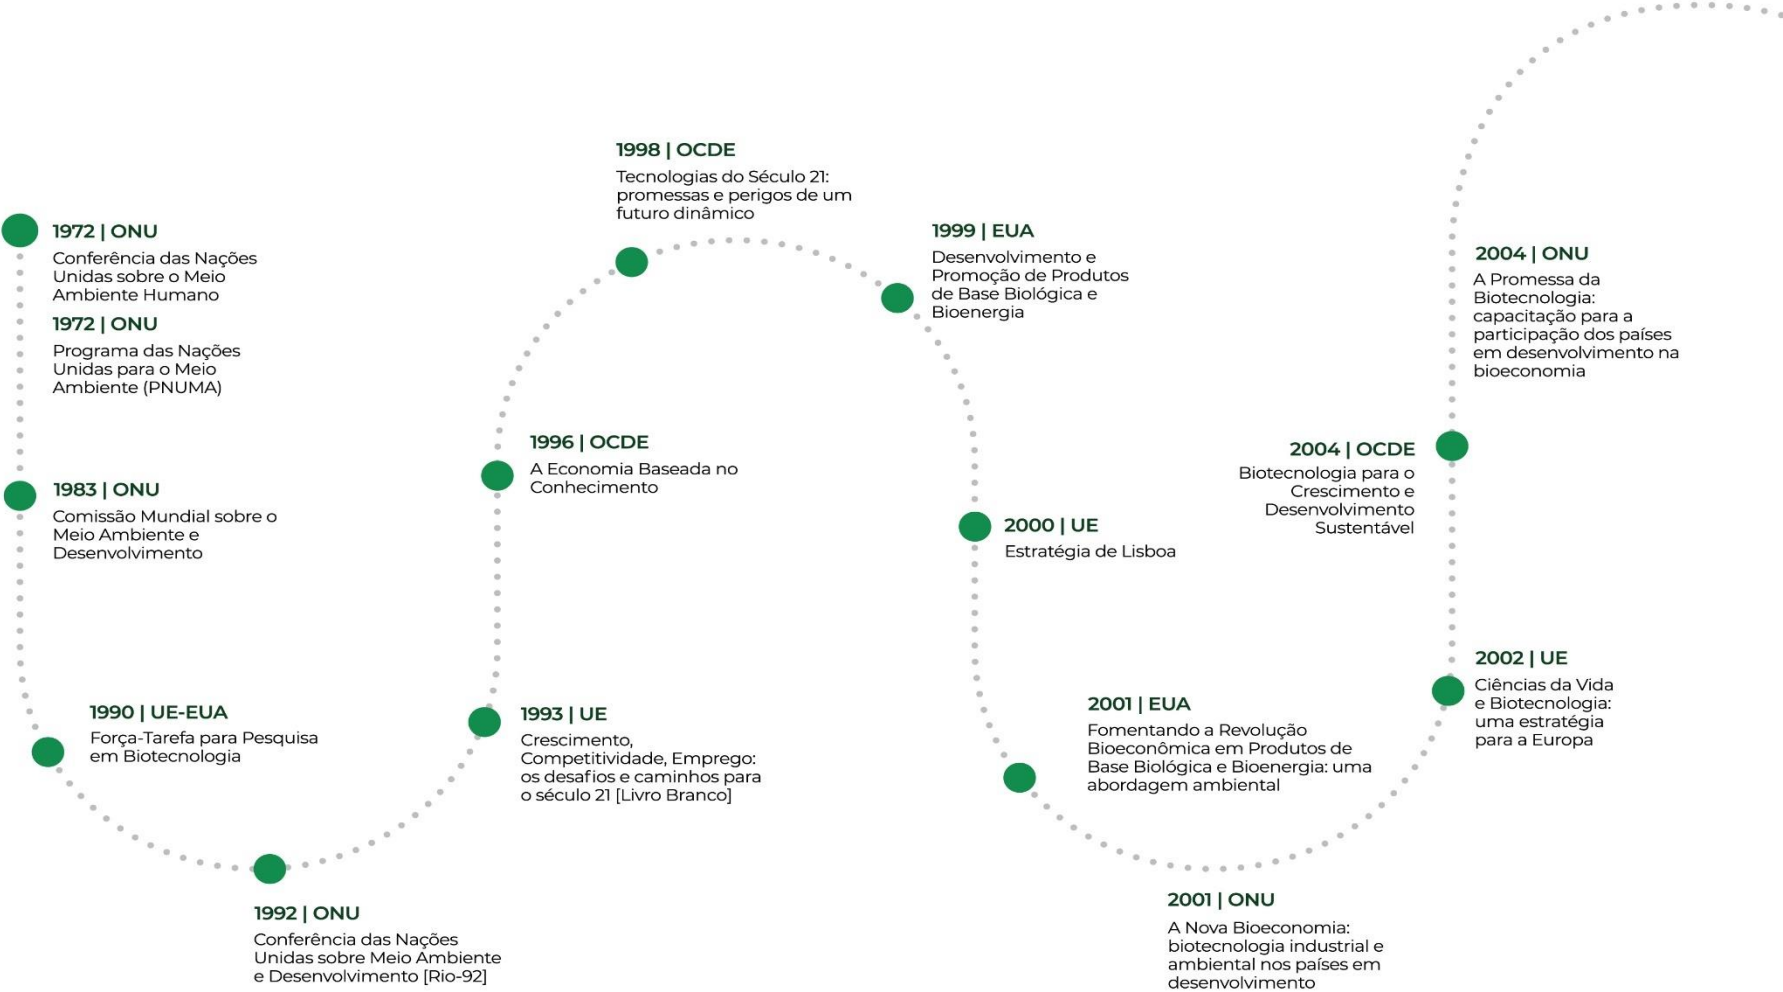 1972 | ONU
Conferência das Nações
Unidas sobre o Meio
Ambiente Humano
1972 | ONU
Programa das Nações
Unidas para o Meio
Ambiente (PNUMA)
1983 | ONU
Comissão Mundial sobre o
Meio Ambiente e
Desenvolvimento
1990 | UE-EUA
Força-Tarefa para Pesquisa
em Biotecnologia
1992 | ONU
Conferência das Nações
Unidas sobre Meio Ambiente
e Desenvolvimento [Rio-92]
1993 | UE
Crescimento,
Competitividade, Emprego:
os desafios e caminhos para
o século 21 [Livro Branco]
1996 | OCDE
A Economia Baseada no
Conhecimento
1998 | OCDE
Tecnologias do Século 21:
promessas e perigos de um
futuro dinâmico
1999 | EUA
Desenvolvimento e
Promoção de Produtos
de Base Biológica e
Bioenergia
2000 | UE
Estratégia de Lisboa
2001 | EUA
Fomentando a Revolução
Bioeconômica em Produtos de
Base Biológica e Bioenergia: uma
abordagem ambiental
2001 | ONU
A Nova Bioeconomia:
biotecnologia industrial e
ambiental nos países em
desenvolvimento
2002 | UE
Ciências da Vida
e Biotecnologia:
uma estratégia
para a Europa
2004 | OCDE
Biotecnologia para o
Crescimento e
Desenvolvimento
Sustentável
2004 | ONU
A Promessa da
Biotecnologia:
capacitação para a
participação dos países
em desenvolvimento na
bioeconomia